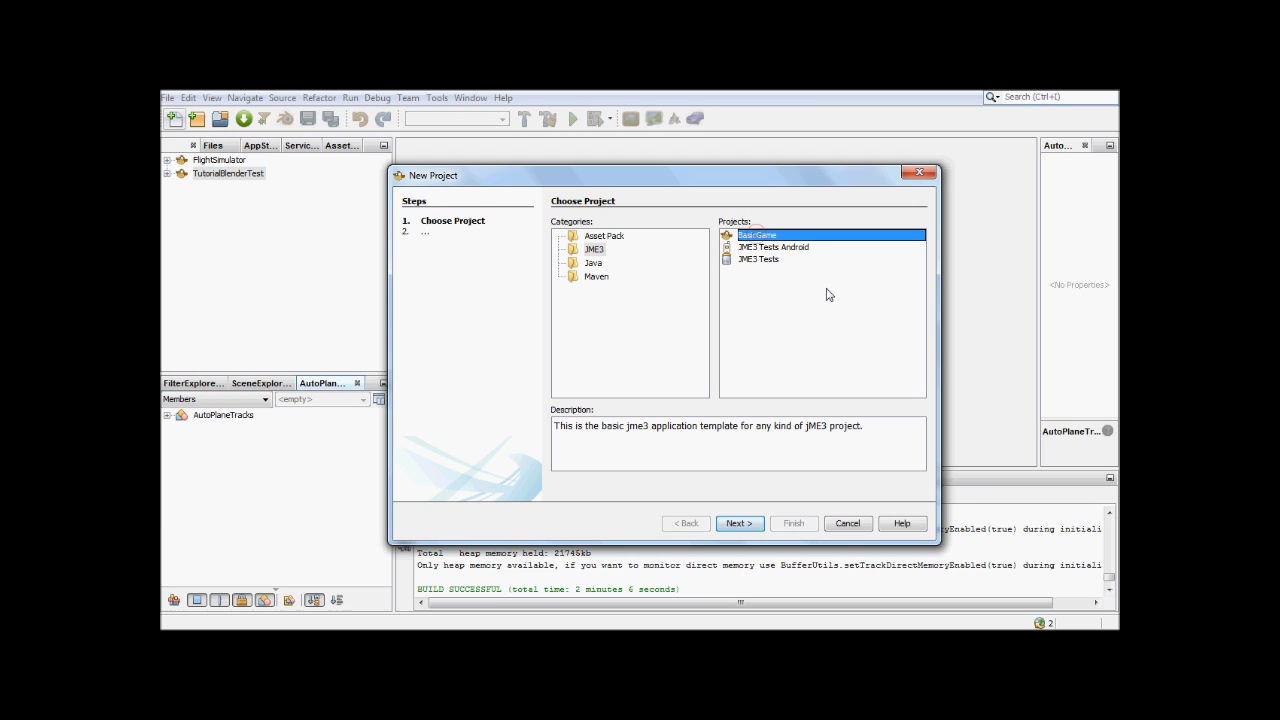 File Edit View Navigate Source Refactor Run Debug Team Tools Window Help
Search (Ctrl+I)
Files AppSt... Servic... Asset...
Auto...
FlightSimulator
TutorialBlenderTest
New Project
Steps
1. Choose Project
2. ...
Choose Project
Categories:
Asset Pack
JME3
Java
Maven
Projects:
BasicGame
JME3 Tests Android
JME3 Tests
<No Properties>
FilterExplore... SceneExplor... AutoPlan...
Members
<empty>
AutoPlaneTracks
Description:
This is the basic jme3 application template for any kind of jME3 project.
AutoPlaneTr...
< Back Next > Finish Cancel Help
emoryEnabled(true) during initiali
Total heap memory held: 21745kb
Only heap memory available, if you want to monitor direct memory use BufferUtils.setTrackDirectMemoryEnabled(true) during initiali
BUILD SUCCESSFUL (total time: 2 minutes 6 seconds)
2